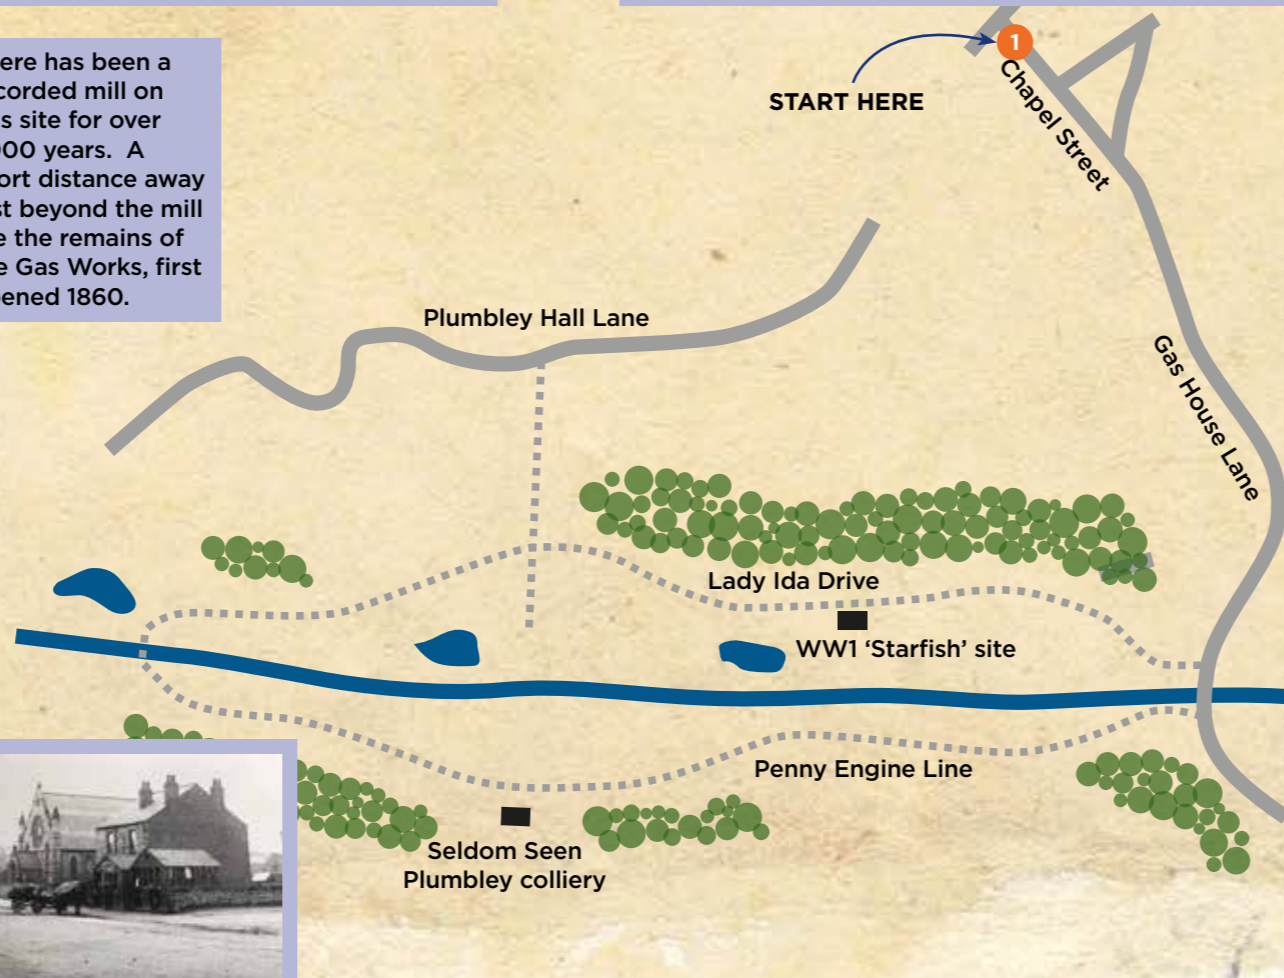 ere has been a
corded mill on
s site for over
000 years. A
ort distance away
st beyond the mill
e the remains of
e Gas Works, first
ened 1860.
1
START HERE
Chapel Street
Plumbley Hall Lane
Gas House Lane
Lady Ida Drive
WW1 ‘Starfish’ site
Penny Engine Line
Seldom Seen
Plumbley colliery